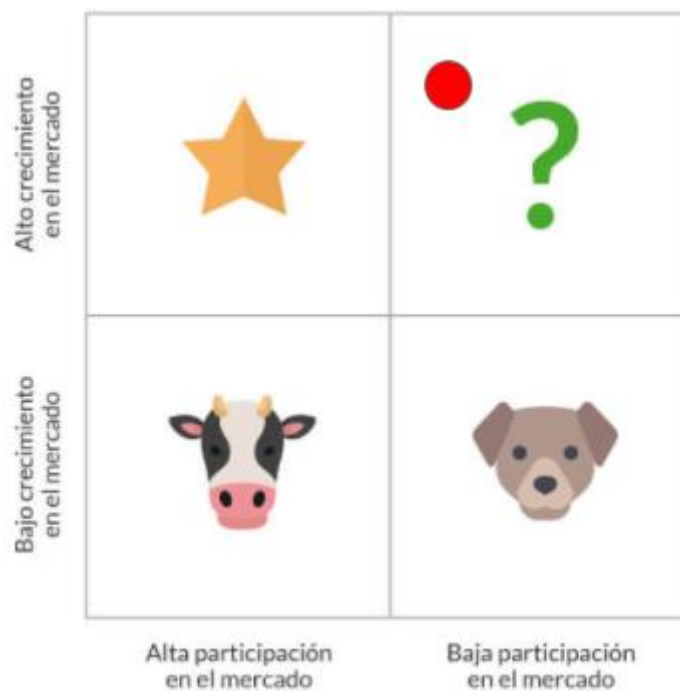 Alto crecimiento
en el mercado
?
Bajo crecimiento
en el mercado
Alta participación
en el mercado
Baja participación
en el mercado